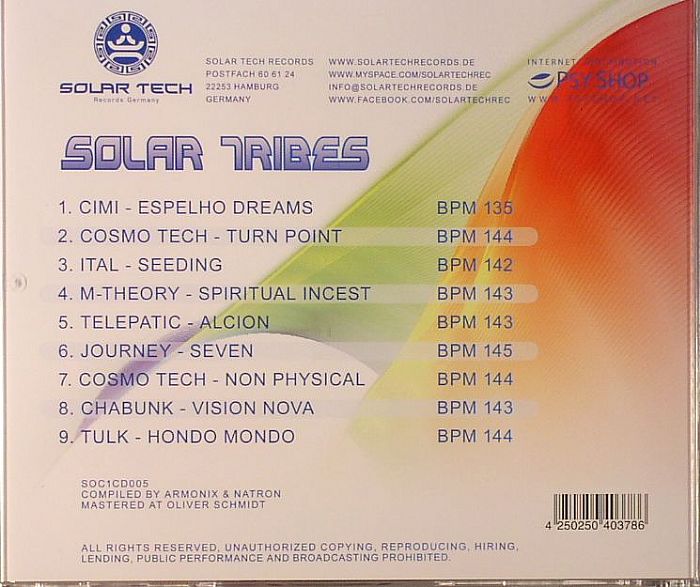 SOLAR TECH
Records Germany
SOLAR TECH RECORDS
POSTFACH 60 61 24
22253 HAMBURG
GERMANY
WWW.SOLARTECHRECORDS.DE
WWW.MYSPACE.COM/SOLARTECHREC
INFO@SOLARTECHRECORDS.DE
WWW.FACEBOOK.COM/SOLARTECHREC
INTERNET DISTRIBUTION
PSYSHOP
WWW.PSYSHOP.NET
SOLAR TRIBES
1. CIMI - ESPELHO DREAMS BPM 135
2. COSMO TECH - TURN POINT BPM 144
3. ITAL - SEEDING BPM 142
4. M-THEORY - SPIRITUAL INCEST BPM 143
5. TELEPATIC - ALCION BPM 143
6. JOURNEY - SEVEN BPM 145
7. COSMO TECH - NON PHYSICAL BPM 144
8. CHABUNK - VISION NOVA BPM 143
9. TULK - HONDO MONDO BPM 144
SOC1CD005
COMPILED BY ARMONIX & NATRON
MASTERED AT OLIVER SCHMIDT
4 250250 403786
ALL RIGHTS RESERVED, UNAUTHORIZED COPYING, REPRODUCING, HIRING,
LENDING, PUBLIC PERFORMANCE AND BROADCASTING PROHIBITED.